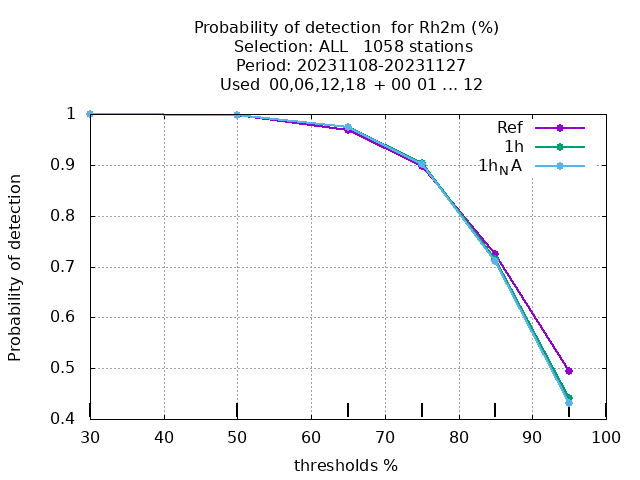 Probability of detection for Rh2m (%)
Selection: ALL 1058 stations
Period: 20231108-20231127
Used 00,06,12,18 + 00 01 ... 12
Ref
1h
1hNA
Probability of detection
1
0.9
0.8
0.7
0.6
0.5
0.4
30 40 50 60 70 80 90 100
thresholds %